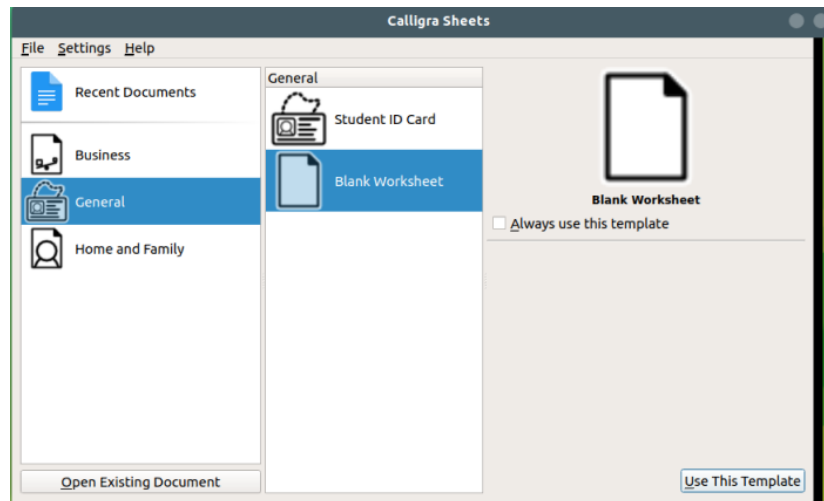 Calligra Sheets
File Settings Help
Recent Documents
Business
General
Home and Family
Open Existing Document
General
Student ID Card
Blank Worksheet
Blank Worksheet
Always use this template
Use This Template